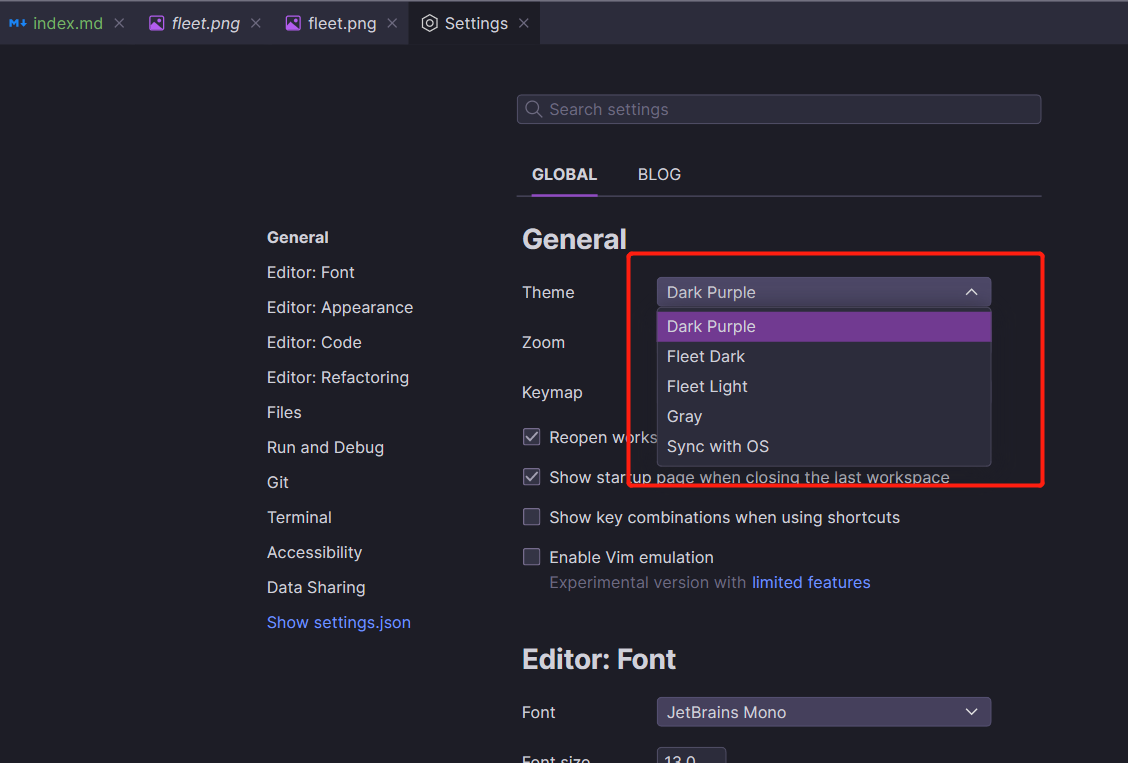 M↓ index.md
fleet.png
fleet.png
Settings
Search settings
GLOBAL BLOG
General
Editor: Font
Editor: Appearance
Editor: Code
Editor: Refactoring
Files
Run and Debug
Git
Terminal
Accessibility
Data Sharing
Show settings.json
General
Theme
Dark Purple
Dark Purple
Fleet Dark
Fleet Light
Gray
Sync with OS
Zoom
Keymap
Reopen works
Show startup page when closing the last workspace
Show key combinations when using shortcuts
Enable Vim emulation
Experimental version with limited features
Editor: Font
Font JetBrains Mono
Font size 13.0